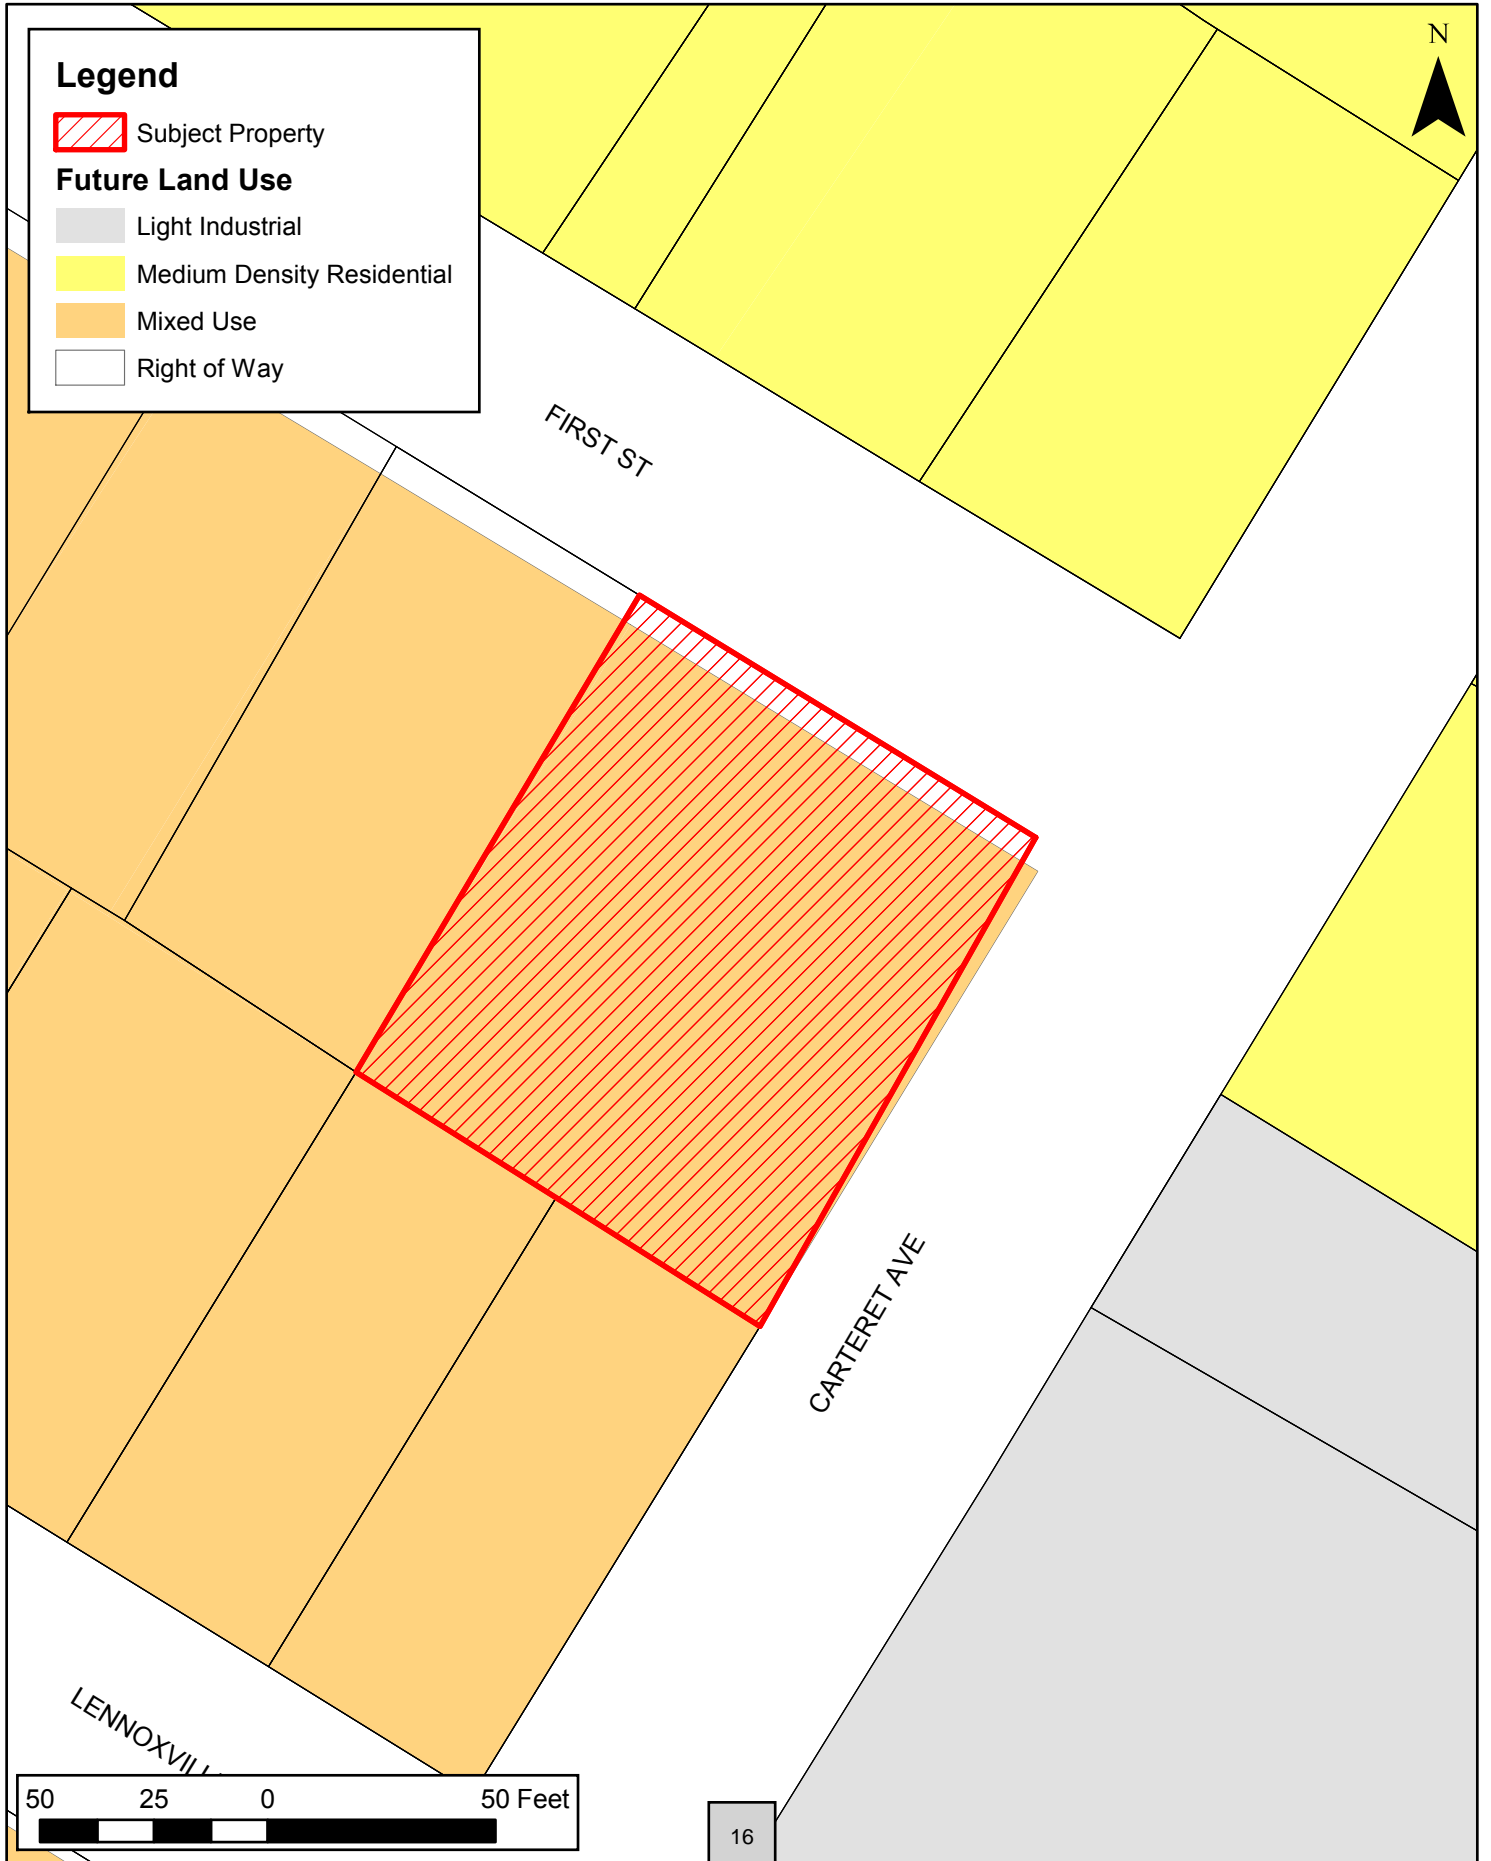 N
Legend
Subject Property
Future Land Use
Light Industrial
Medium Density Residential
Mixed Use
Right of Way
FIRST ST
CARTERET AVE
50 25 0 50 Feet
16